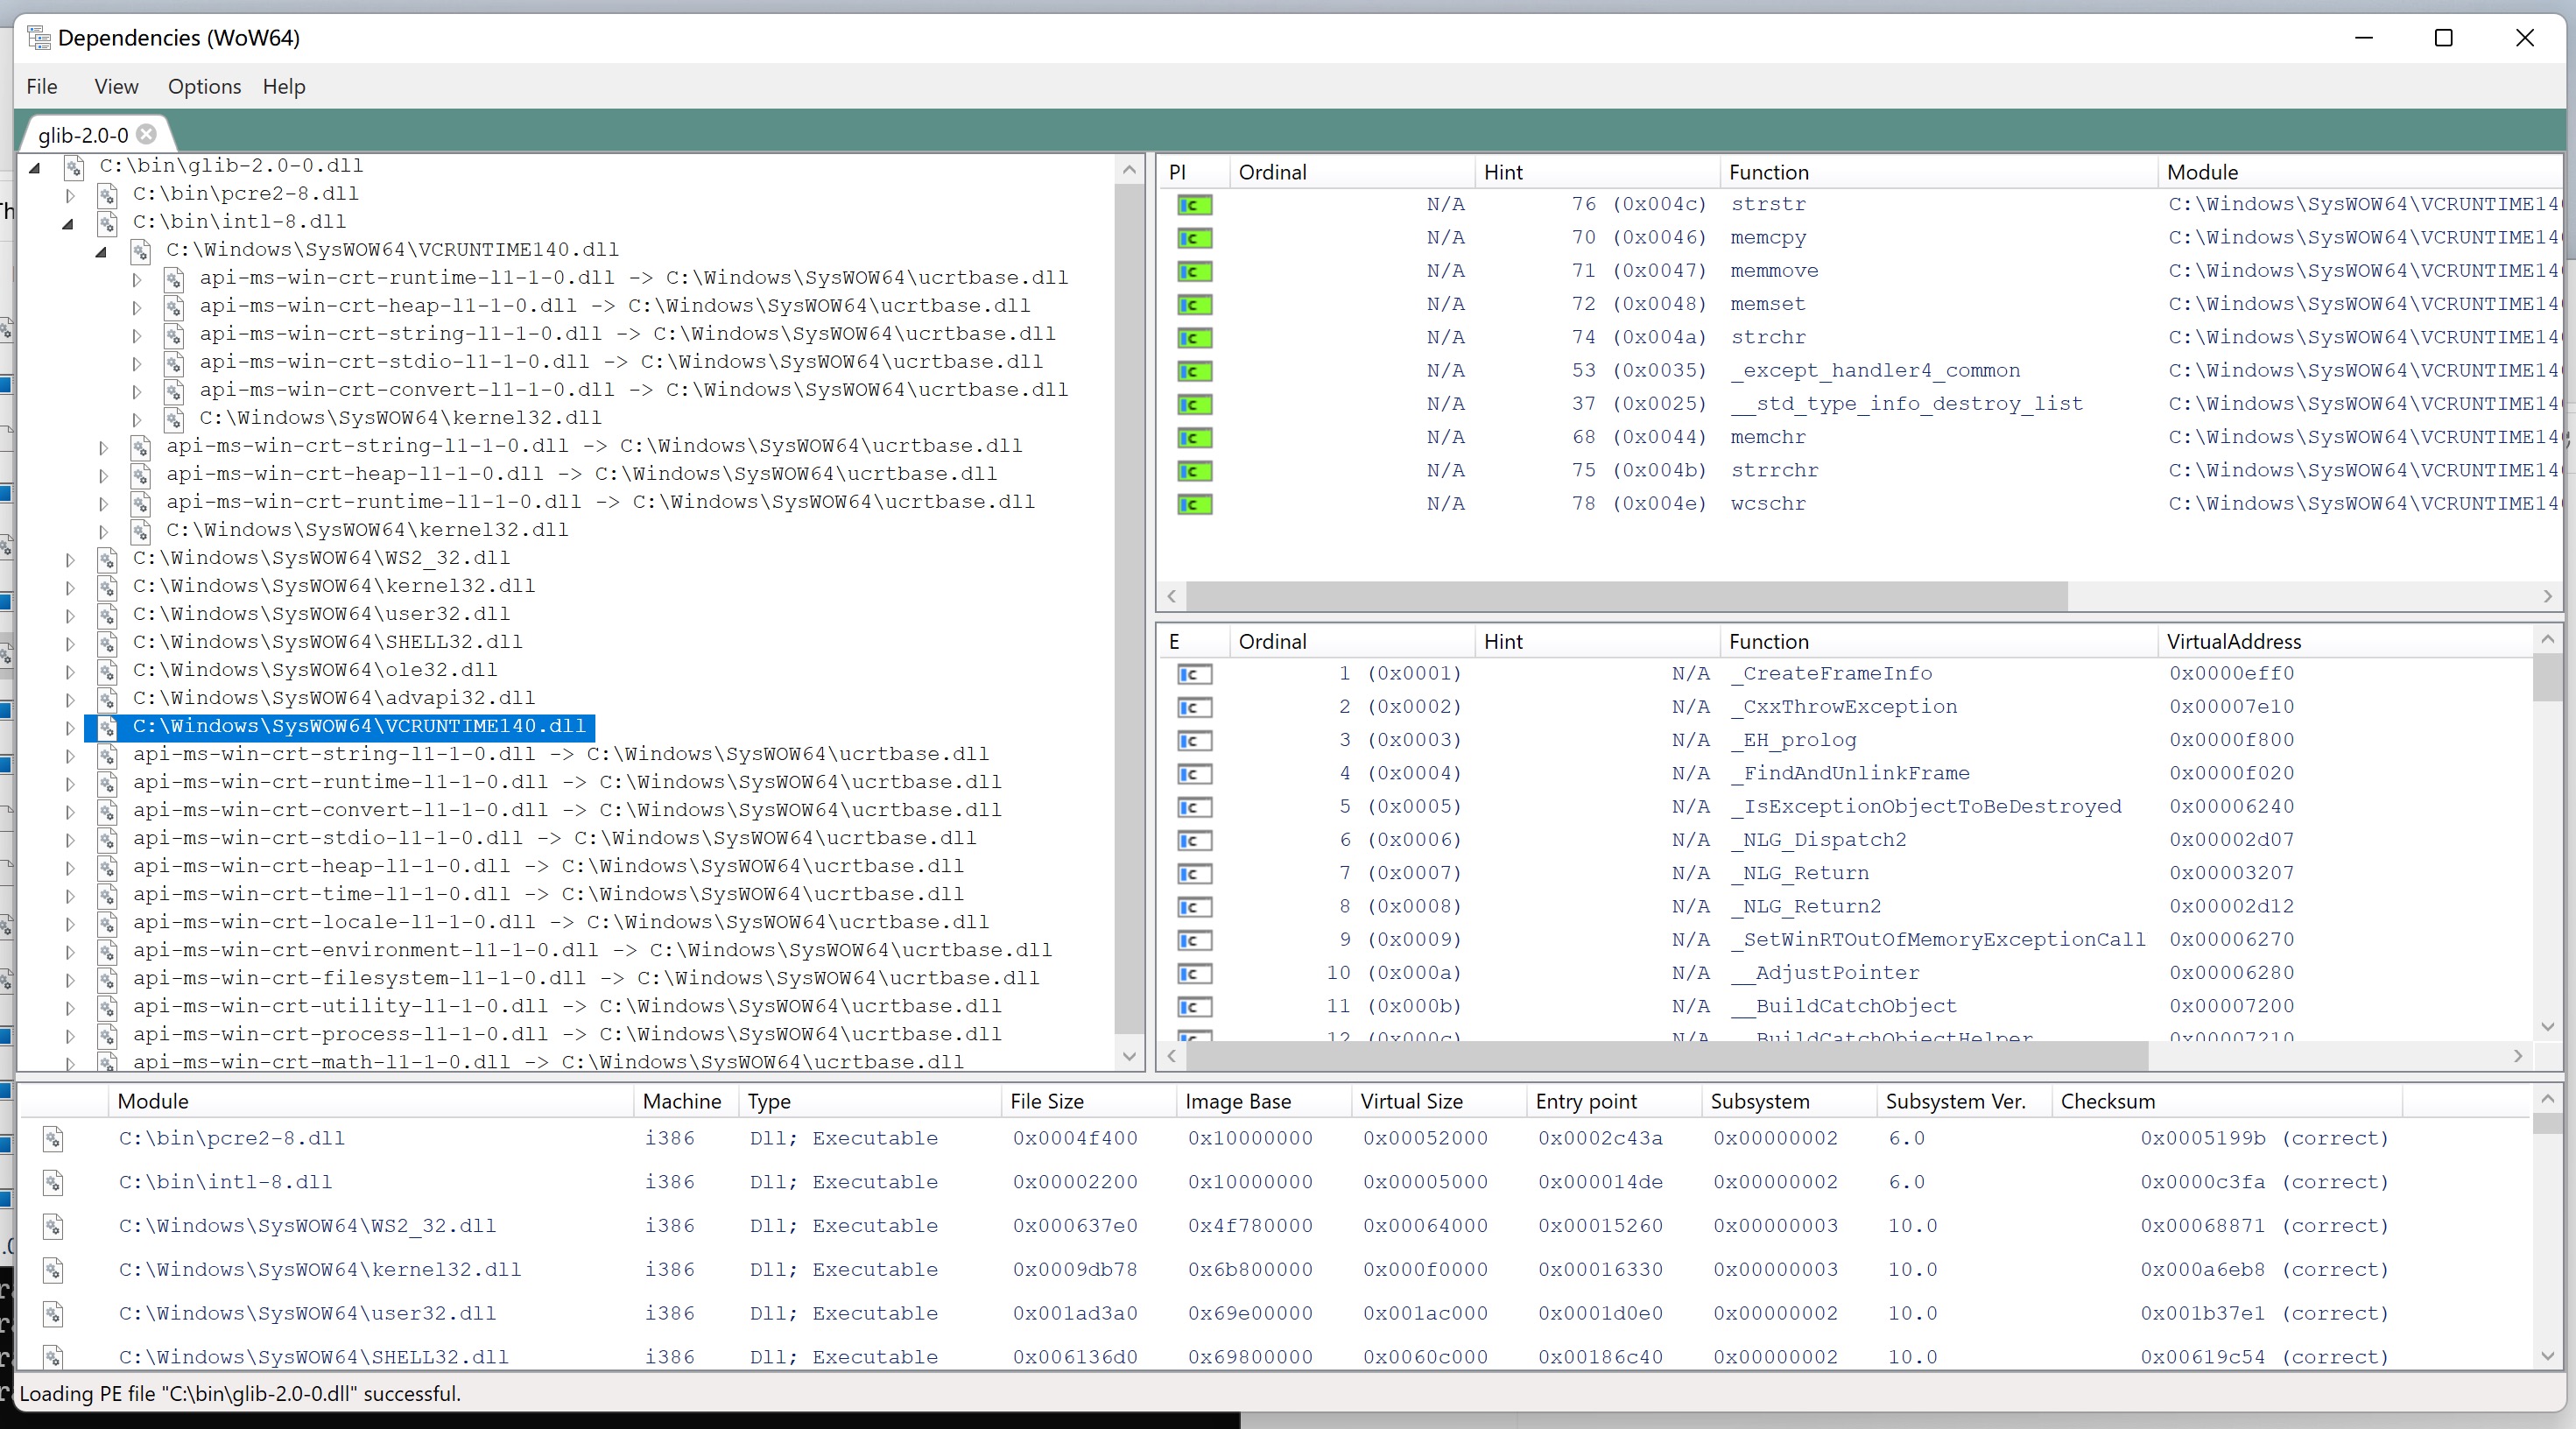 Dependencies (WoW64)
File View Options Help
glib-2.0-0
C:\bin\glib-2.0-0.dll
C:\bin\pcre2-8.dll
C:\bin\intl-8.dll
C:\Windows\SysWOW64\VCRUNTIME140.dll
api-ms-win-crt-runtime-l1-1-0.dll -> C:\Windows\SysWOW64\ucrtbase.dll
api-ms-win-crt-heap-l1-1-0.dll -> C:\Windows\SysWOW64\ucrtbase.dll
api-ms-win-crt-string-l1-1-0.dll -> C:\Windows\SysWOW64\ucrtbase.dll
api-ms-win-crt-stdio-l1-1-0.dll -> C:\Windows\SysWOW64\ucrtbase.dll
api-ms-win-crt-convert-l1-1-0.dll -> C:\Windows\SysWOW64\ucrtbase.dll
C:\Windows\SysWOW64\kernel32.dll
api-ms-win-crt-string-l1-1-0.dll -> C:\Windows\SysWOW64\ucrtbase.dll
api-ms-win-crt-heap-l1-1-0.dll -> C:\Windows\SysWOW64\ucrtbase.dll
api-ms-win-crt-runtime-l1-1-0.dll -> C:\Windows\SysWOW64\ucrtbase.dll
C:\Windows\SysWOW64\kernel32.dll
C:\Windows\SysWOW64\WS2_32.dll
C:\Windows\SysWOW64\kernel32.dll
C:\Windows\SysWOW64\user32.dll
C:\Windows\SysWOW64\SHELL32.dll
C:\Windows\SysWOW64\ole32.dll
C:\Windows\SysWOW64\advapi32.dll
C:\Windows\SysWOW64\VCRUNTIME140.dll
api-ms-win-crt-string-l1-1-0.dll -> C:\Windows\SysWOW64\ucrtbase.dll
api-ms-win-crt-runtime-l1-1-0.dll -> C:\Windows\SysWOW64\ucrtbase.dll
api-ms-win-crt-convert-l1-1-0.dll -> C:\Windows\SysWOW64\ucrtbase.dll
api-ms-win-crt-stdio-l1-1-0.dll -> C:\Windows\SysWOW64\ucrtbase.dll
api-ms-win-crt-heap-l1-1-0.dll -> C:\Windows\SysWOW64\ucrtbase.dll
api-ms-win-crt-time-l1-1-0.dll -> C:\Windows\SysWOW64\ucrtbase.dll
api-ms-win-crt-locale-l1-1-0.dll -> C:\Windows\SysWOW64\ucrtbase.dll
api-ms-win-crt-environment-l1-1-0.dll -> C:\Windows\SysWOW64\ucrtbase.dll
api-ms-win-crt-filesystem-l1-1-0.dll -> C:\Windows\SysWOW64\ucrtbase.dll
api-ms-win-crt-utility-l1-1-0.dll -> C:\Windows\SysWOW64\ucrtbase.dll
api-ms-win-crt-process-l1-1-0.dll -> C:\Windows\SysWOW64\ucrtbase.dll
api-ms-win-crt-math-l1-1-0.dll -> C:\Windows\SysWOW64\ucrtbase.dll
PI Ordinal Hint Function Module
N/A 76 (0x004c) strstr C:\Windows\SysWOW64\VCRUNTIME140
N/A 70 (0x0046) memcpy C:\Windows\SysWOW64\VCRUNTIME140
N/A 71 (0x0047) memmove C:\Windows\SysWOW64\VCRUNTIME140
N/A 72 (0x0048) memset C:\Windows\SysWOW64\VCRUNTIME140
N/A 74 (0x004a) strchr C:\Windows\SysWOW64\VCRUNTIME140
N/A 53 (0x0035) _except_handler4_common C:\Windows\SysWOW64\VCRUNTIME140
N/A 37 (0x0025) __std_type_info_destroy_list C:\Windows\SysWOW64\VCRUNTIME140
N/A 68 (0x0044) memchr C:\Windows\SysWOW64\VCRUNTIME140
N/A 75 (0x004b) strrchr C:\Windows\SysWOW64\VCRUNTIME140
N/A 78 (0x004e) wcschr C:\Windows\SysWOW64\VCRUNTIME140
E Ordinal Hint Function VirtualAddress
1 (0x0001) N/A _CreateFrameInfo 0x0000eff0
2 (0x0002) N/A _CxxThrowException 0x00007e10
3 (0x0003) N/A _EH_prolog 0x0000f800
4 (0x0004) N/A _FindAndUnlinkFrame 0x0000f020
5 (0x0005) N/A _IsExceptionObjectToBeDestroyed 0x00006240
6 (0x0006) N/A _NLG_Dispatch2 0x00002d07
7 (0x0007) N/A _NLG_Return 0x00003207
8 (0x0008) N/A _NLG_Return2 0x00002d12
9 (0x0009) N/A _SetWinRTOutOfMemoryExceptionCall 0x00006270
10 (0x000a) N/A __AdjustPointer 0x00006280
11 (0x000b) N/A __BuildCatchObject 0x00007200
12 (0x000c) N/A __BuildCatchObjectHelper 0x00007210
Module Machine Type File Size Image Base Virtual Size Entry point Subsystem Subsystem Ver. Checksum
C:\bin\pcre2-8.dll i386 Dll; Executable 0x0004f400 0x10000000 0x00052000 0x0002c43a 0x00000002 6.0 0x0005199b (correct)
C:\bin\intl-8.dll i386 Dll; Executable 0x00002200 0x10000000 0x00005000 0x000014de 0x00000002 6.0 0x0000c3fa (correct)
C:\Windows\SysWOW64\WS2_32.dll i386 Dll; Executable 0x000637e0 0x4f780000 0x00064000 0x00015260 0x00000003 10.0 0x00068871 (correct)
C:\Windows\SysWOW64\kernel32.dll i386 Dll; Executable 0x0009db78 0x6b800000 0x000f0000 0x00016330 0x00000003 10.0 0x000a6eb8 (correct)
C:\Windows\SysWOW64\user32.dll i386 Dll; Executable 0x001ad3a0 0x69e00000 0x001ac000 0x0001d0e0 0x00000002 10.0 0x001b37e1 (correct)
C:\Windows\SysWOW64\SHELL32.dll i386 Dll; Executable 0x006136d0 0x69800000 0x0060c000 0x00186c40 0x00000002 10.0 0x00619c54 (correct)
Loading PE file "C:\bin\glib-2.0-0.dll" successful.